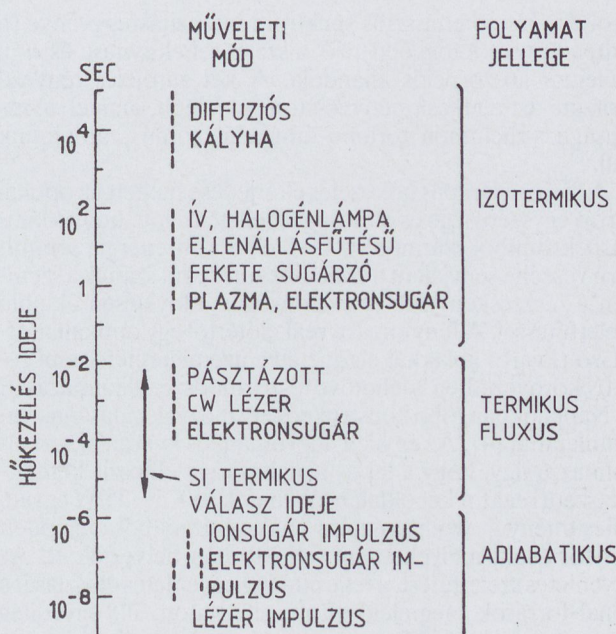 MŰVELETI
MÓD
FOLYAMAT
JELLEGE
SEC
10^4
10^2
1
10^-2
10^-4
10^-6
10^-8
HŐKEZELÉS IDEJE
DIFFUZIÓS
KÁLYHA
ÍV, HALOGÉNLÁMPA
ELLENÁLLÁSFŰTÉSŰ
FEKETE SUGÁRZÓ
PLAZMA, ELEKTRONSUGÁR
PÁSZTÁZOTT
CW LÉZER
ELEKTRONSUGÁR
SI TERMIKUS
VÁLASZ IDEJE
IONSUGÁR IMPULZUS
ELEKTRONSUGÁR IM-
PULZUS
LÉZER IMPULZUS
IZOTERMIKUS
TERMIKUS
FLUXUS
ADIABATIKUS